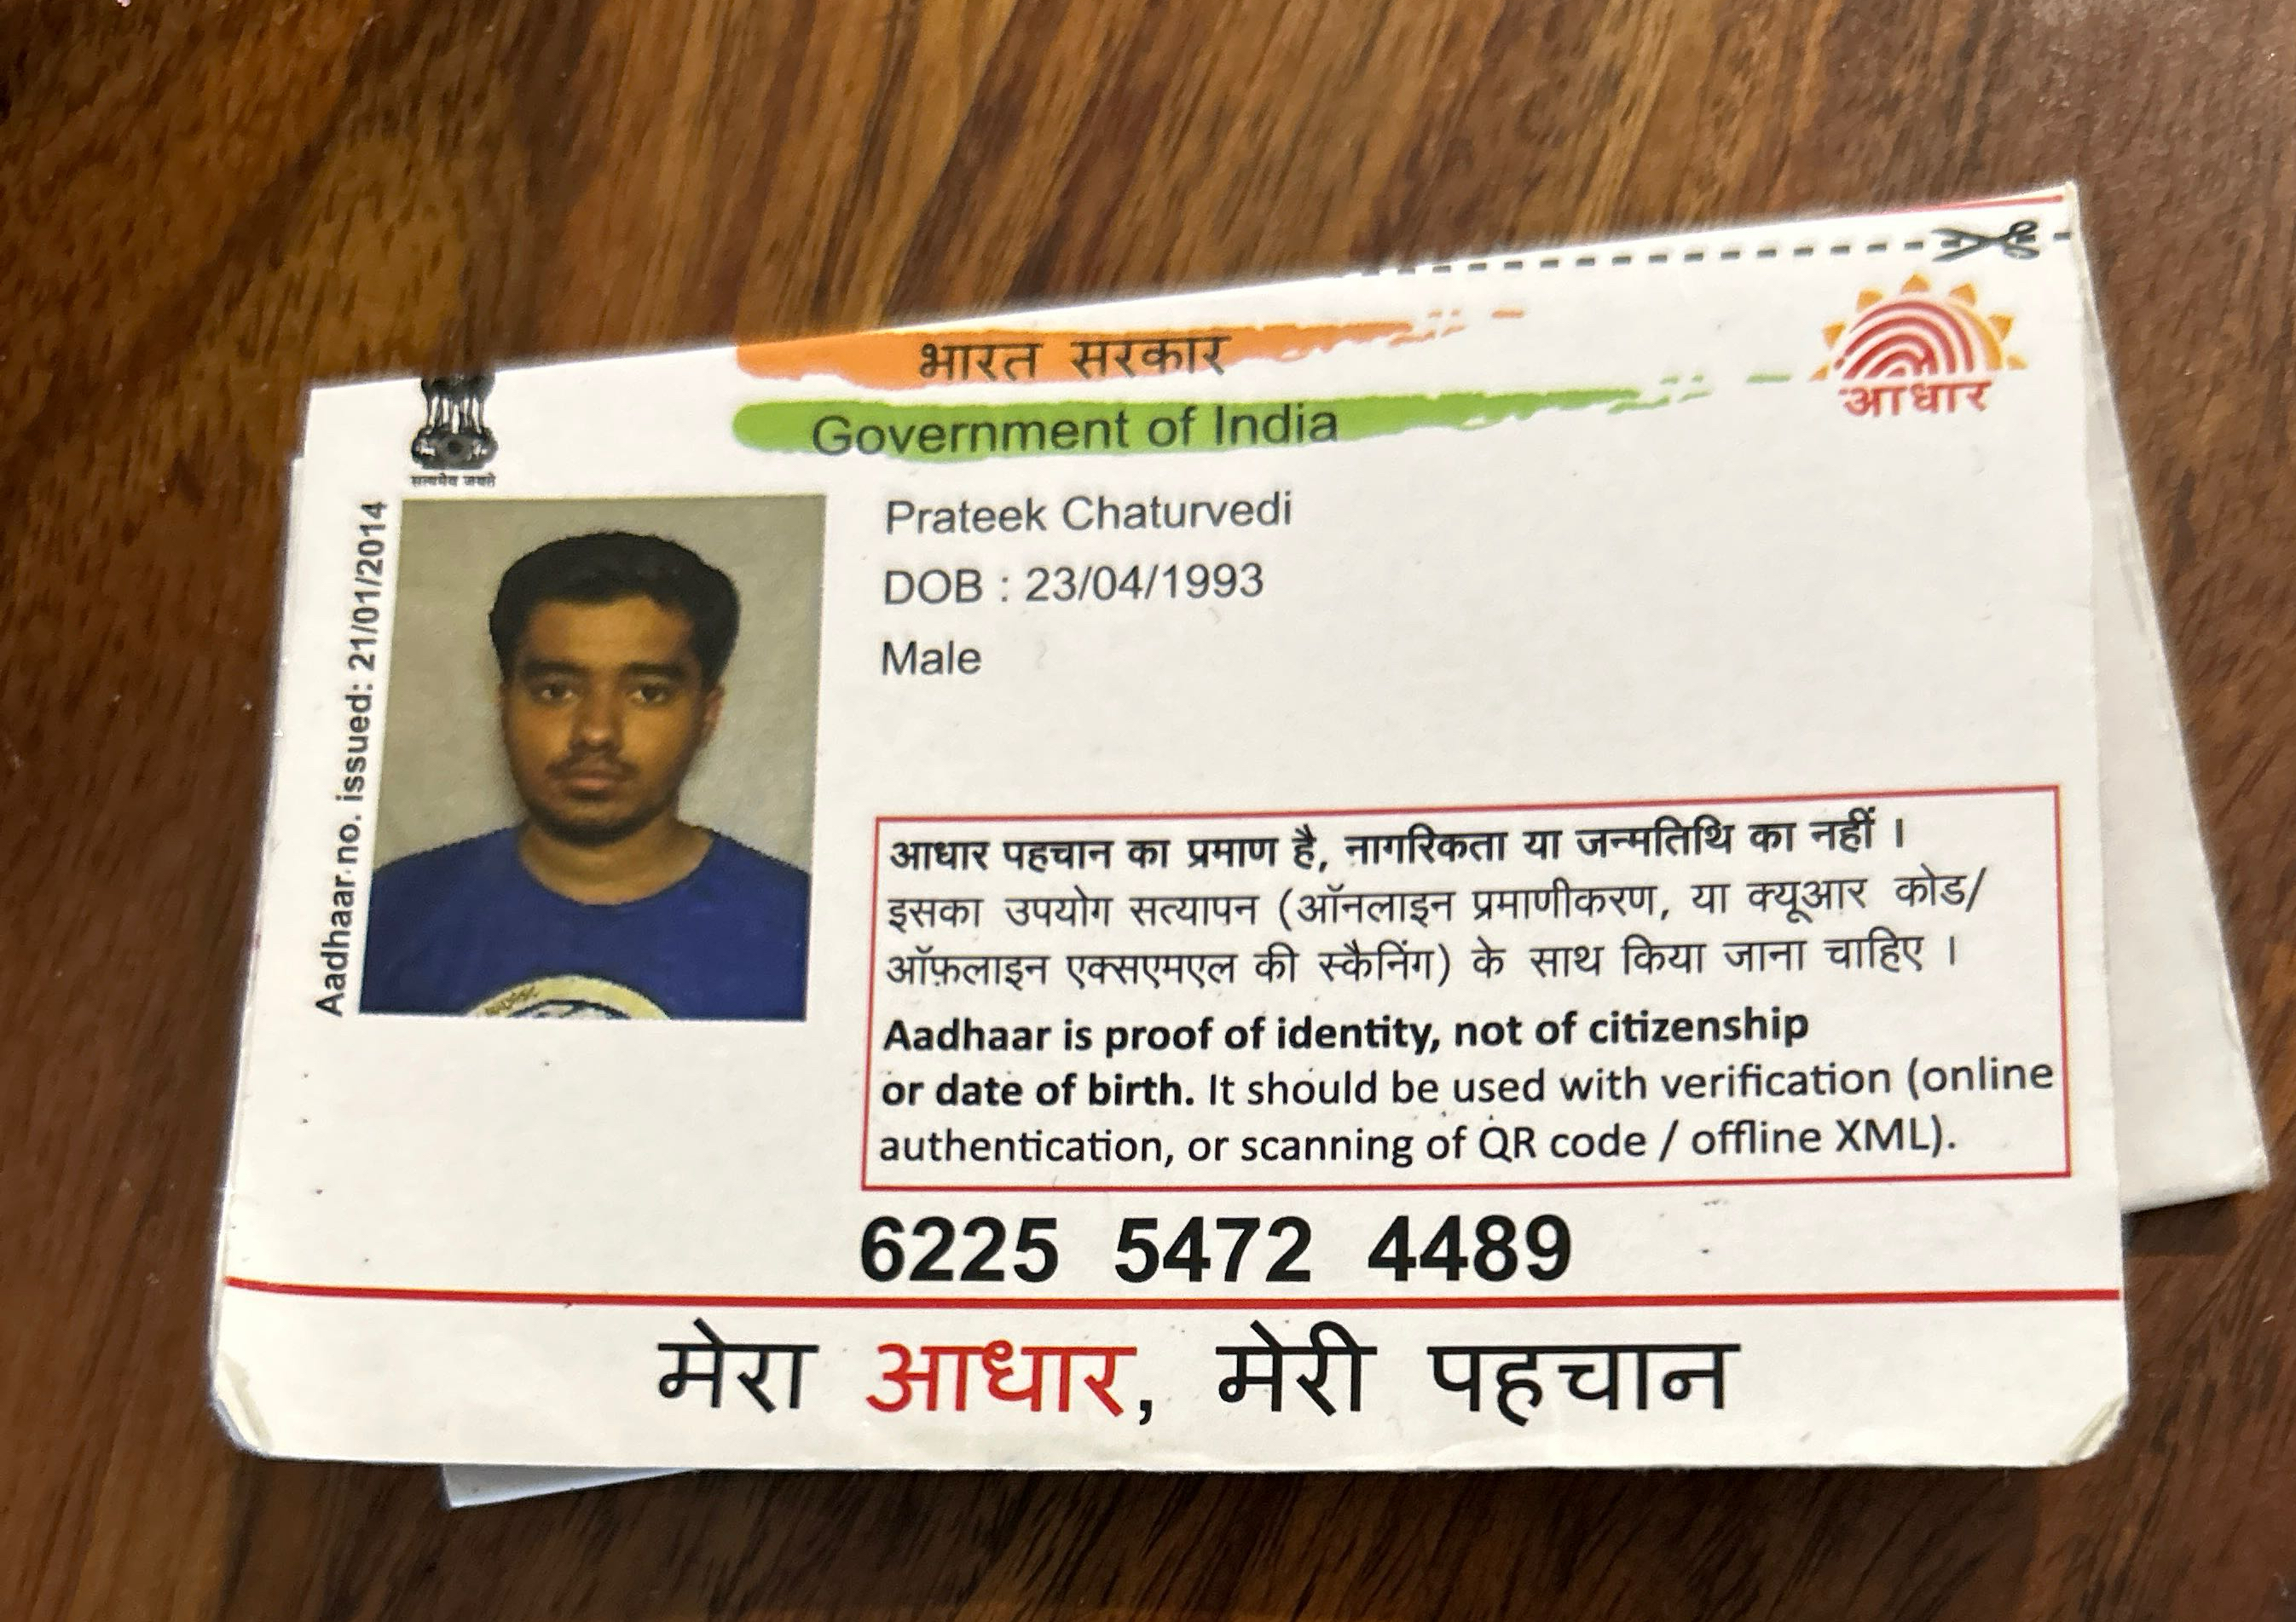 भारत सरकार
Government of India
आधार
सत्यमेव जयते
Aadhaar no. issued: 21/01/2014
Prateek Chaturvedi
DOB : 23/04/1993
Male
आधार पहचान का प्रमाण है, नागरिकता या जन्मतिथि का नहीं ।
इसका उपयोग सत्यापन (ऑनलाइन प्रमाणीकरण, या क्यूआर कोड/
ऑफ़लाइन एक्सएमएल की स्कैनिंग) के साथ किया जाना चाहिए ।
Aadhaar is proof of identity, not of citizenship
or date of birth. It should be used with verification (online
authentication, or scanning of QR code / offline XML).
6225 5472 4489
मेरा आधार, मेरी पहचान